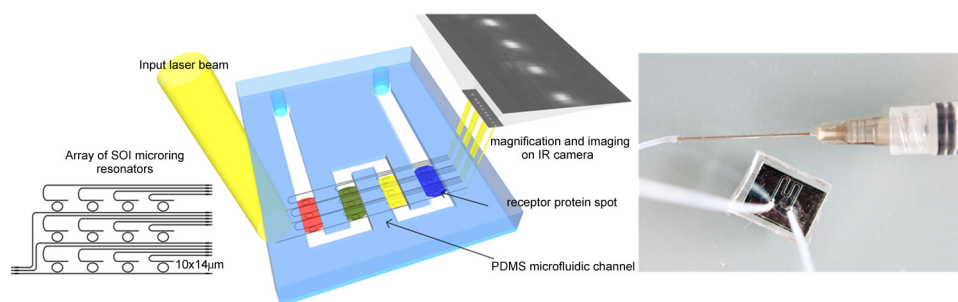 Input laser beam
Array of SOI microring
resonators
10x14μm
magnification and imaging
on IR camera
receptor protein spot
PDMS microfluidic channel